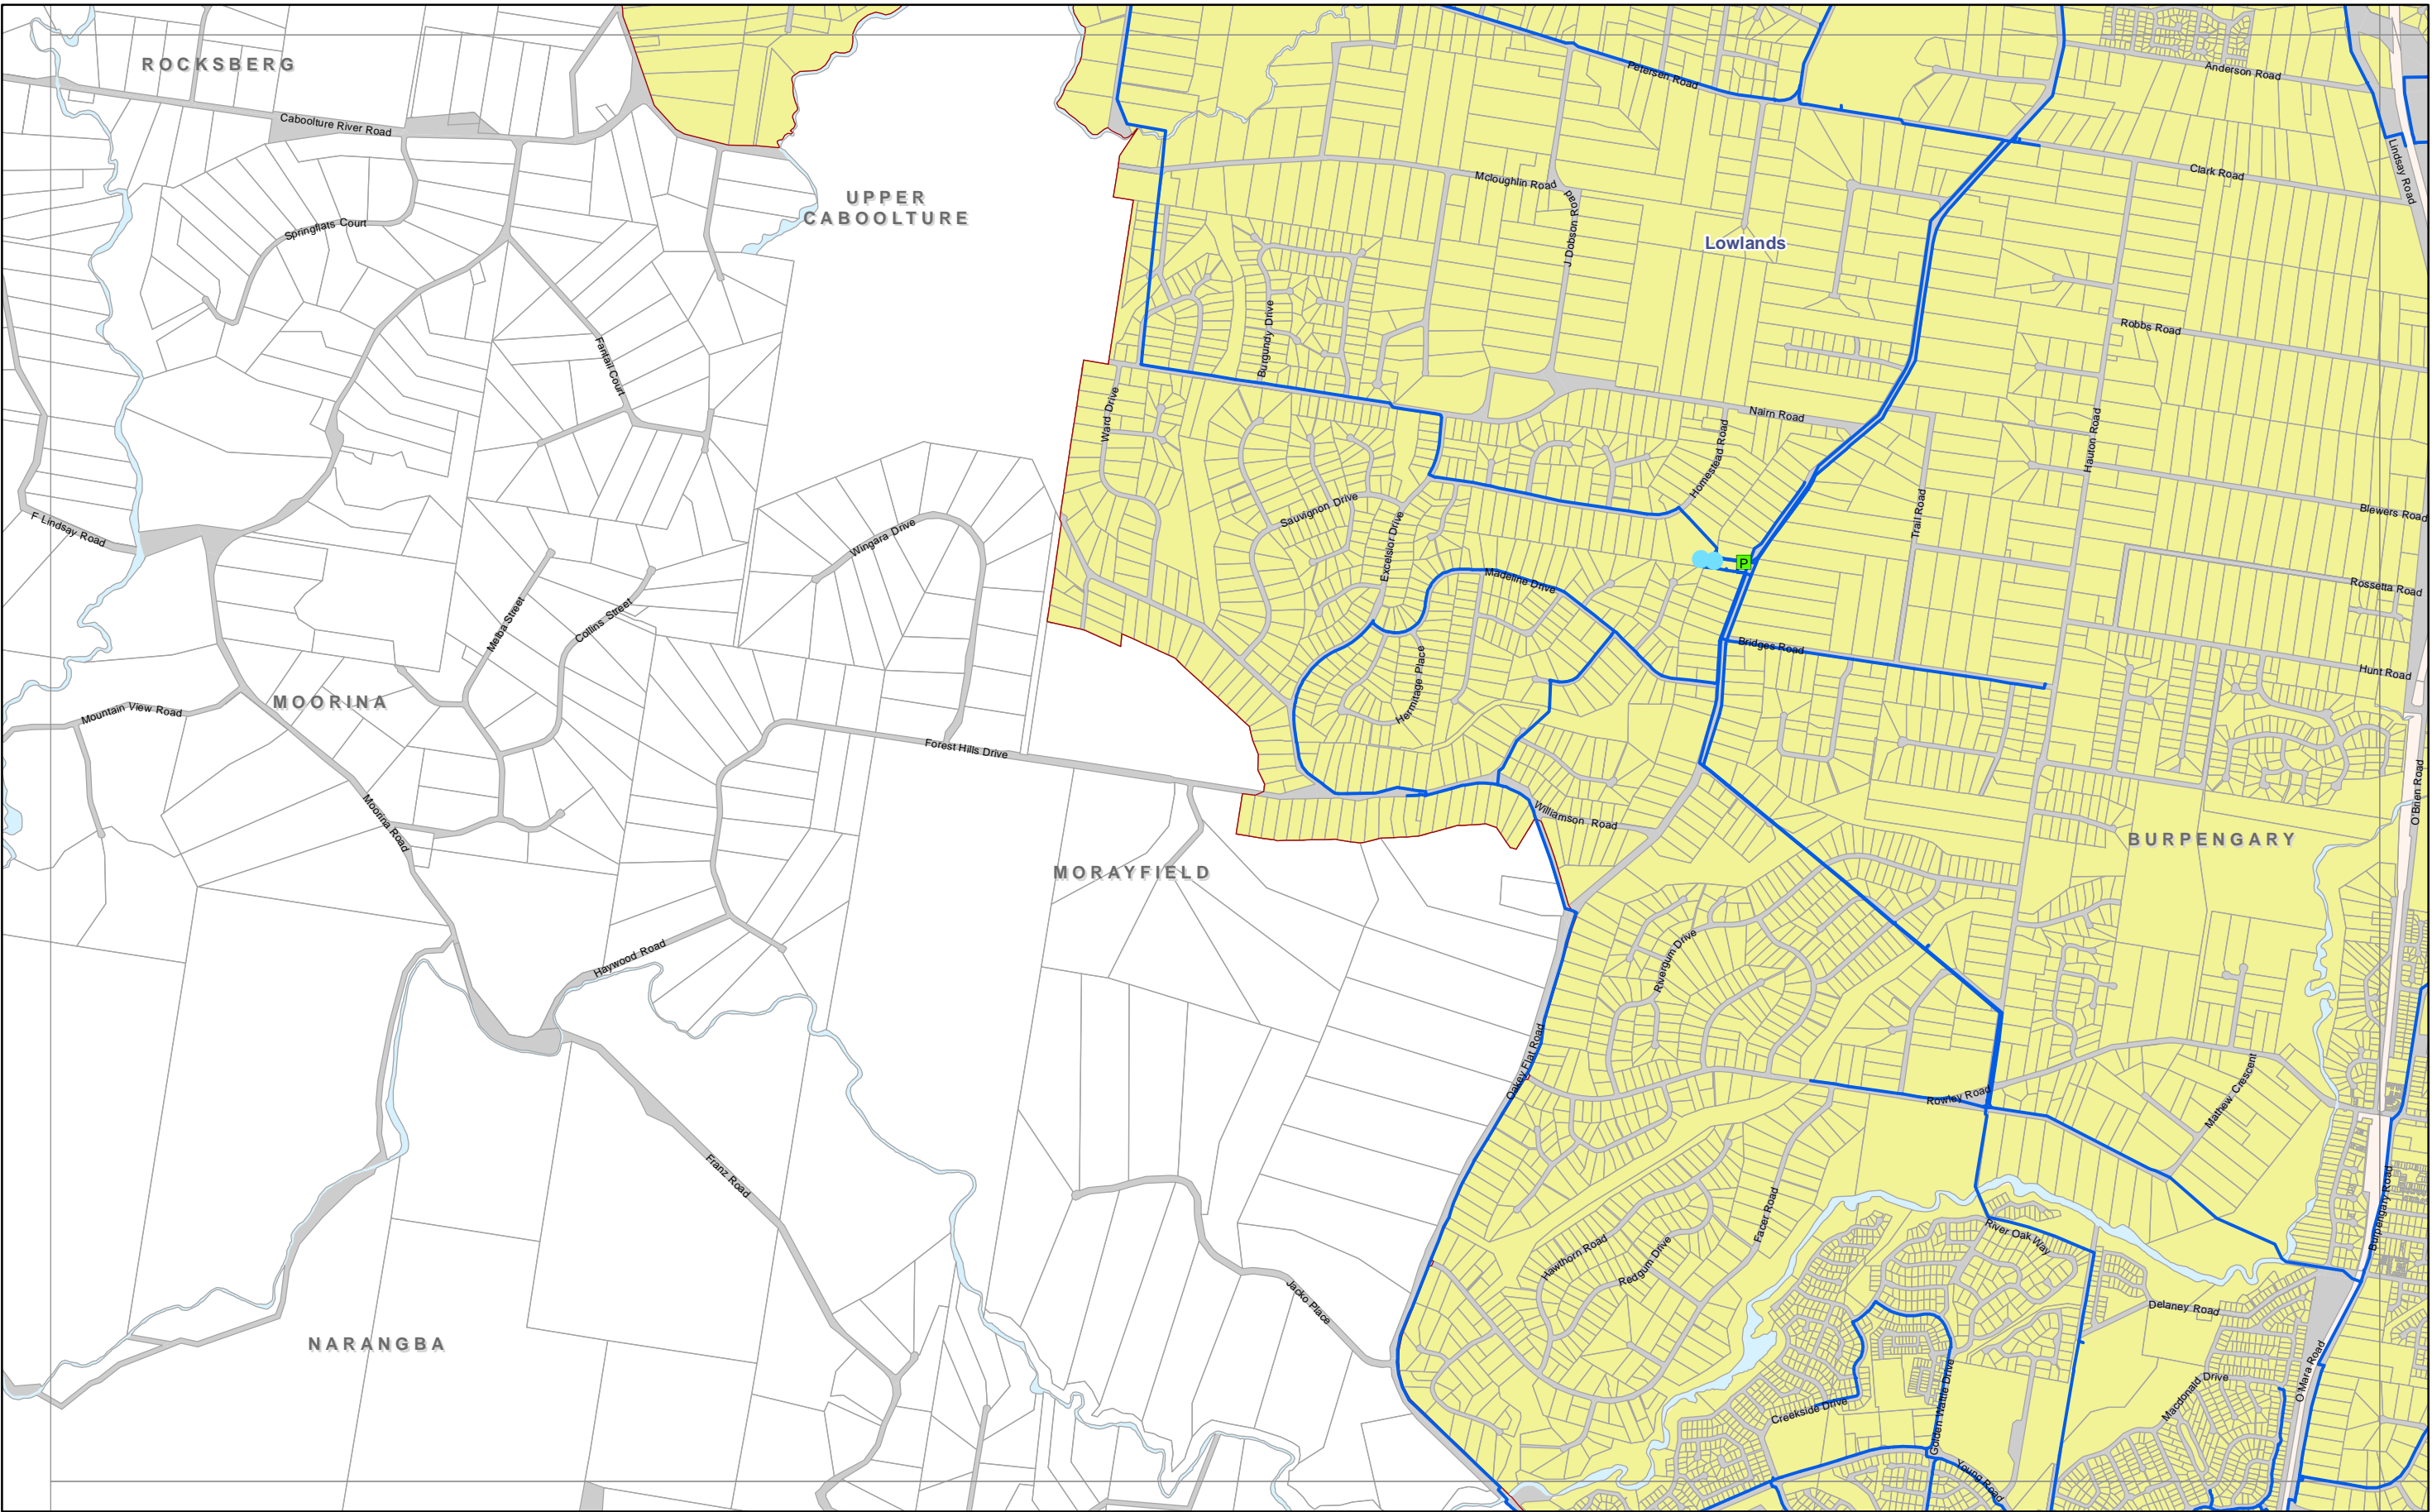 ROCKSBERG
Petersen Road
Anderson Road
Caboolture River Road
Lindsay Road
Clark Road
Mcloughlin Road
UPPER
CABOOLTURE
J Dobson Road
Springflats Court
Lowlands
Burgundy Drive
Robbs Road
Fantail Court
Ward Drive
Nairn Road
Homestead Road
Hauton Road
Sauvignon Drive
Trail Road
Blewers Road
F Lindsay Road
Wingara Drive
Excelsior Drive
P
Madeline Drive
Rossetta Road
Melba Street
Collins Street
Bridges Road
Hermitage Place
Hunt Road
MOORINA
Mountain View Road
Forest Hills Drive
O'Brien Road
Moorina Road
Williamson Road
BURPENGARY
MORAYFIELD
Haywood Road
Rivergum Drive
Oakey Flat Road
Rowley Road
Mathew Crescent
Franz Road
Facer Road
Burpengary Road
Hawthorn Road
Redgum Drive
River Oak Way
Jacko Place
Delaney Road
NARANGBA
O'Mara Road
Macdonald Drive
Creekside Drive
Golden Wattle Drive
Young Road